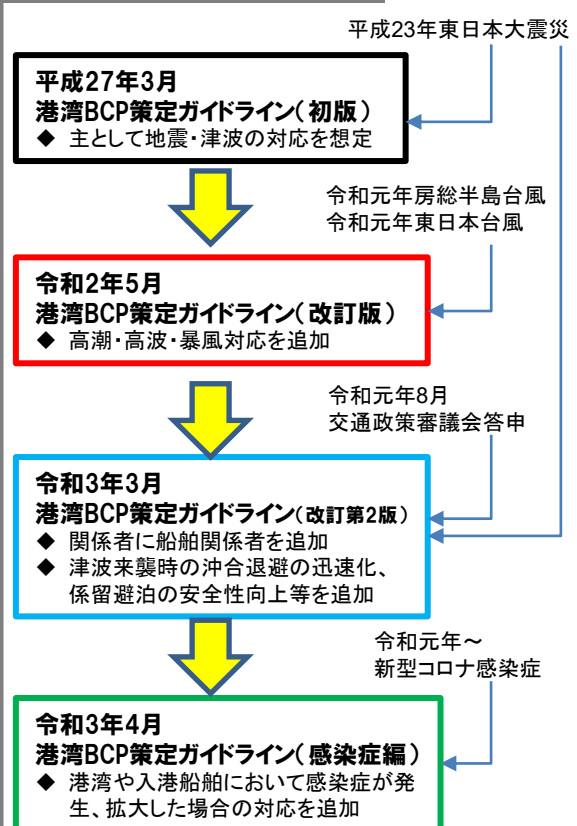 平成23年東日本大震災
平成27年3月
港湾BCP策定ガイドライン(初版)
◆ 主として地震・津波の対応を想定
令和元年房総半島台風
令和元年東日本台風
令和2年5月
港湾BCP策定ガイドライン(改訂版)
◆ 高潮・高波・暴風対応を追加
令和元年8月
交通政策審議会答申
令和3年3月
港湾BCP策定ガイドライン(改訂第2版)
◆ 関係者に船舶関係者を追加
◆ 津波来襲時の沖合退避の迅速化、
係留避泊の安全性向上等を追加
令和元年～
新型コロナ感染症
令和3年4月
港湾BCP策定ガイドライン(感染症編)
◆ 港湾や入港船舶において感染症が発
生、拡大した場合の対応を追加